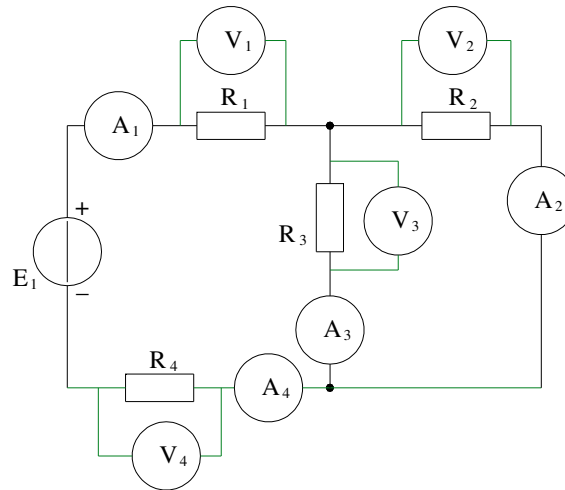 V₁ V₂
R₁ R₂
A₁
A₂
+
V₃
R₃
E₁
−
A₃
R₄
A₄
V₄